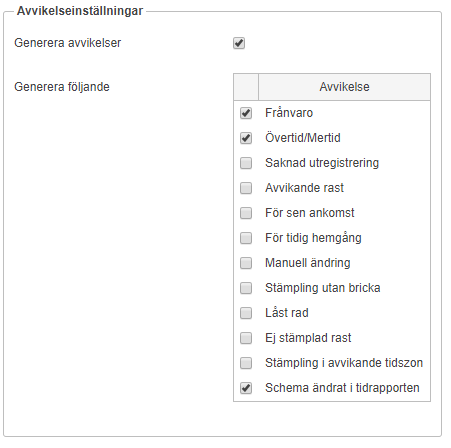 Avvikelseinställningar
Generera avvikelser
Generera följande
Avvikelse
Frånvaro
Övertid/Mertid
Saknad utregistrering
Avvikande rast
För sen ankomst
För tidig hemgång
Manuell ändring
Stämpling utan bricka
Låst rad
Ej stämplad rast
Stämpling i avvikande tidszon
Schema ändrat i tidrapporten